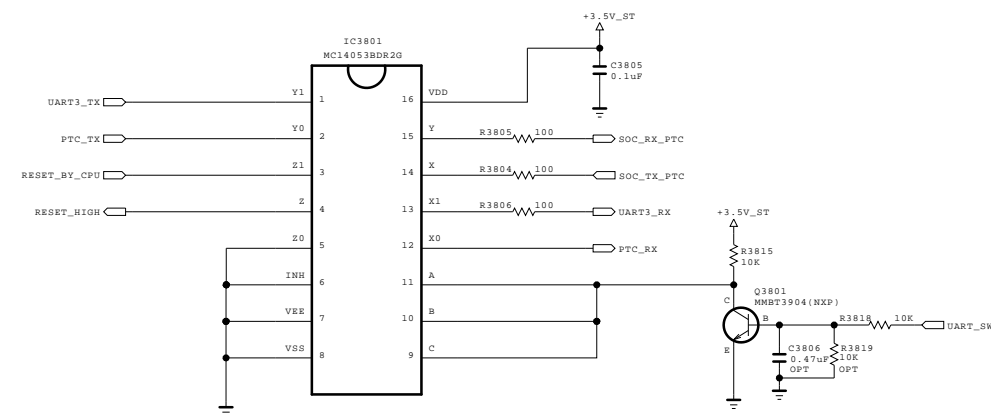 +3.5V_ST
IC3801
MC14053BDR2G
C3805
0.1uF
UART3_TX
Y1
1
16
VDD
PTC_TX
Y0
2
15
Y
R3805
100
SOC_RX_PTC
RESET_BY_CPU
Z1
3
14
X
R3804
100
SOC_TX_PTC
RESET_HIGH
Z
4
13
X1
R3806
100
UART3_RX
+3.5V_ST
Z0
5
12
X0
PTC_RX
R3815
10K
INH
6
11
A
Q3801
MMBT3904(NXP)
C
VEE
7
10
B
B
R3818
10K
UART_SW
E
VSS
8
9
C
C3806
0.47uF
OPT
R3819
10K
OPT